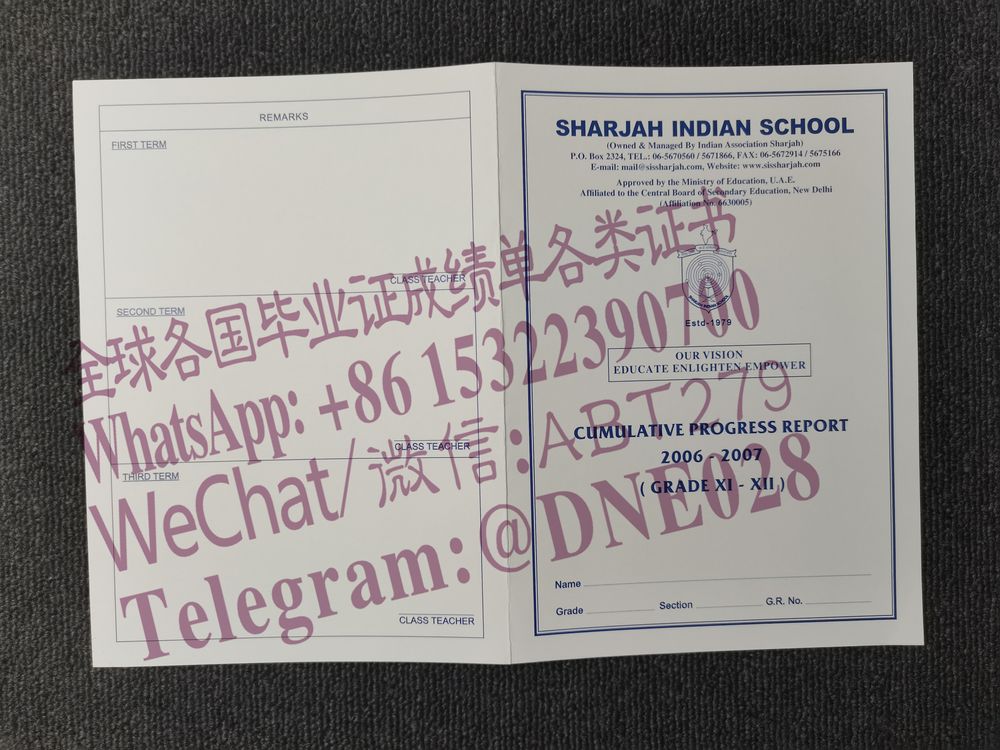 REMARKS
FIRST TERM
CLASS TEACHER
SECOND TERM
CLASS TEACHER
THIRD TERM
CLASS TEACHER
SHARJAH INDIAN SCHOOL
(Owned & Managed By Indian Association Sharjah)
P.O. Box 2324, TEL.: 06-5670560 / 5671866, FAX: 06-5672914 / 5675166
E-mail: mail@sissharjah.com, Website: www.sissharjah.com
Approved by the Ministry of Education, U.A.E.
Affiliated to the Central Board of Secondary Education, New Delhi
(Affiliation No. 6630005)
SHARJAH INDIAN SCHOOL
Estd-1979
OUR VISION
EDUCATE ENLIGHTEN EMPOWER
CUMULATIVE PROGRESS REPORT
2006 - 2007
( GRADE XI - XII )
Name
Grade Section G.R. No.
全球各国毕业证成绩单各类证书
WhatsApp: +86 15322390700
WeChat/微信:ABT279
Telegram:@DNE028